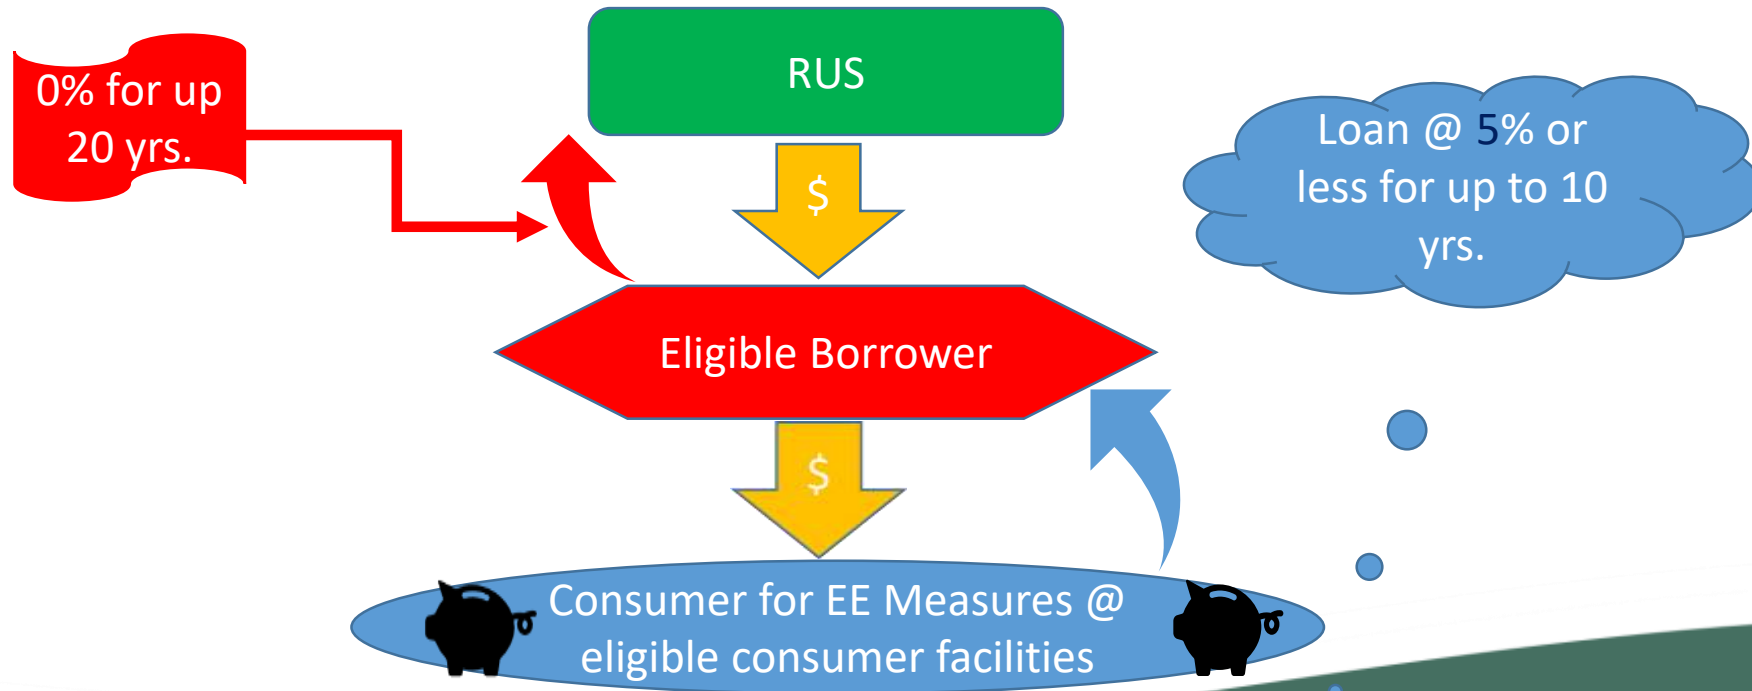 RUS
0% for up
20 yrs.
$
Loan @ 5% or
less for up to 10
yrs.
Eligible Borrower
$
Consumer for EE Measures @
eligible consumer facilities